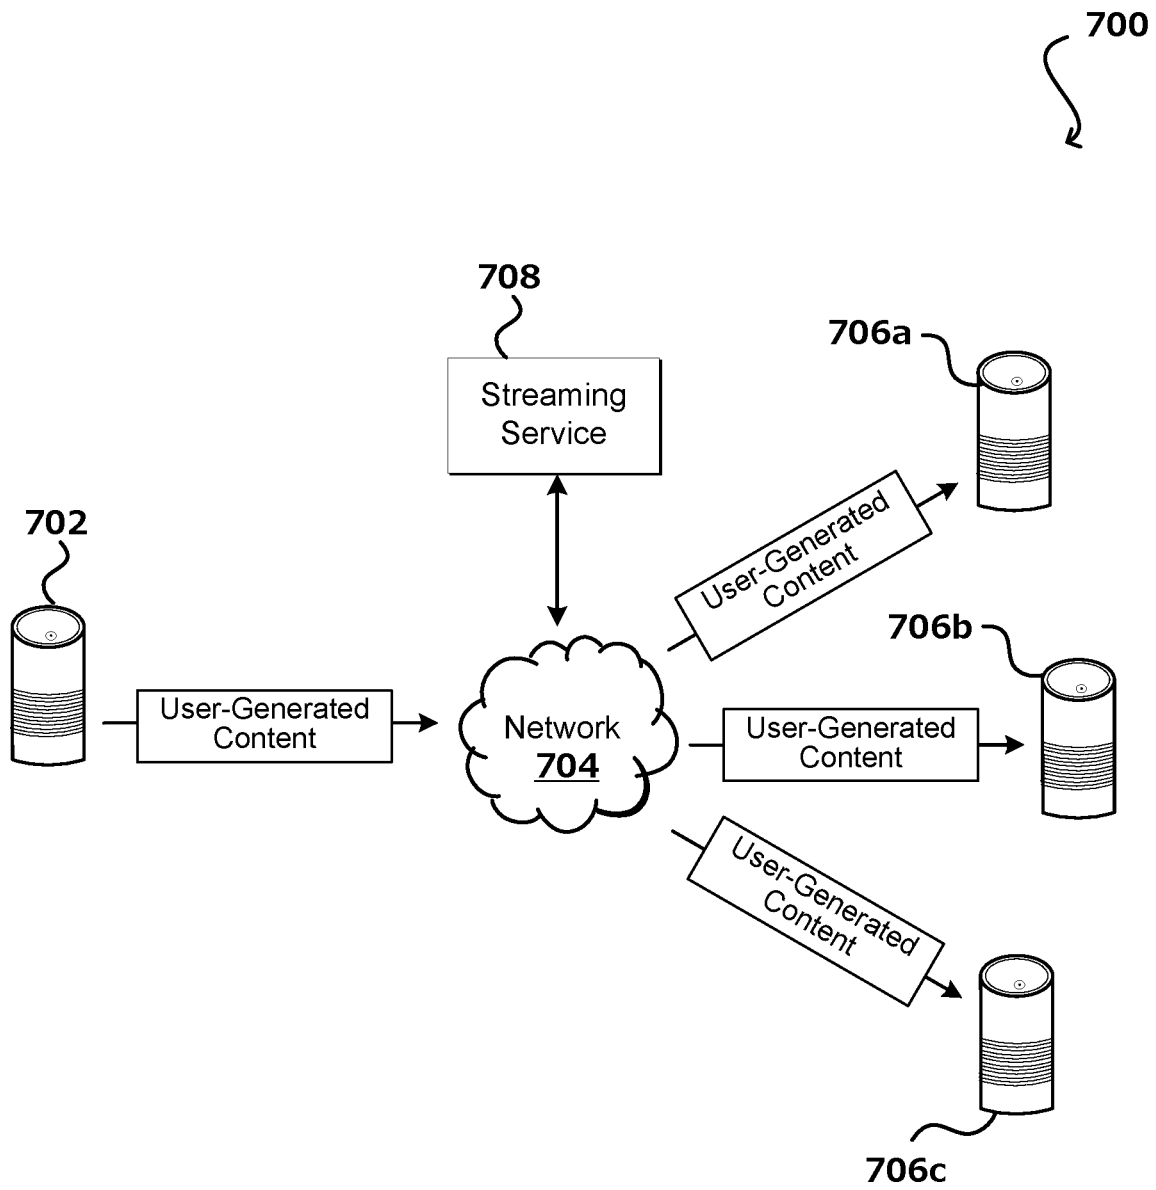 700
708
Streaming
Service
706a
User-Generated
Content
702
User-Generated
Content
Network
704
706b
User-Generated
Content
User-Generated
Content
706c